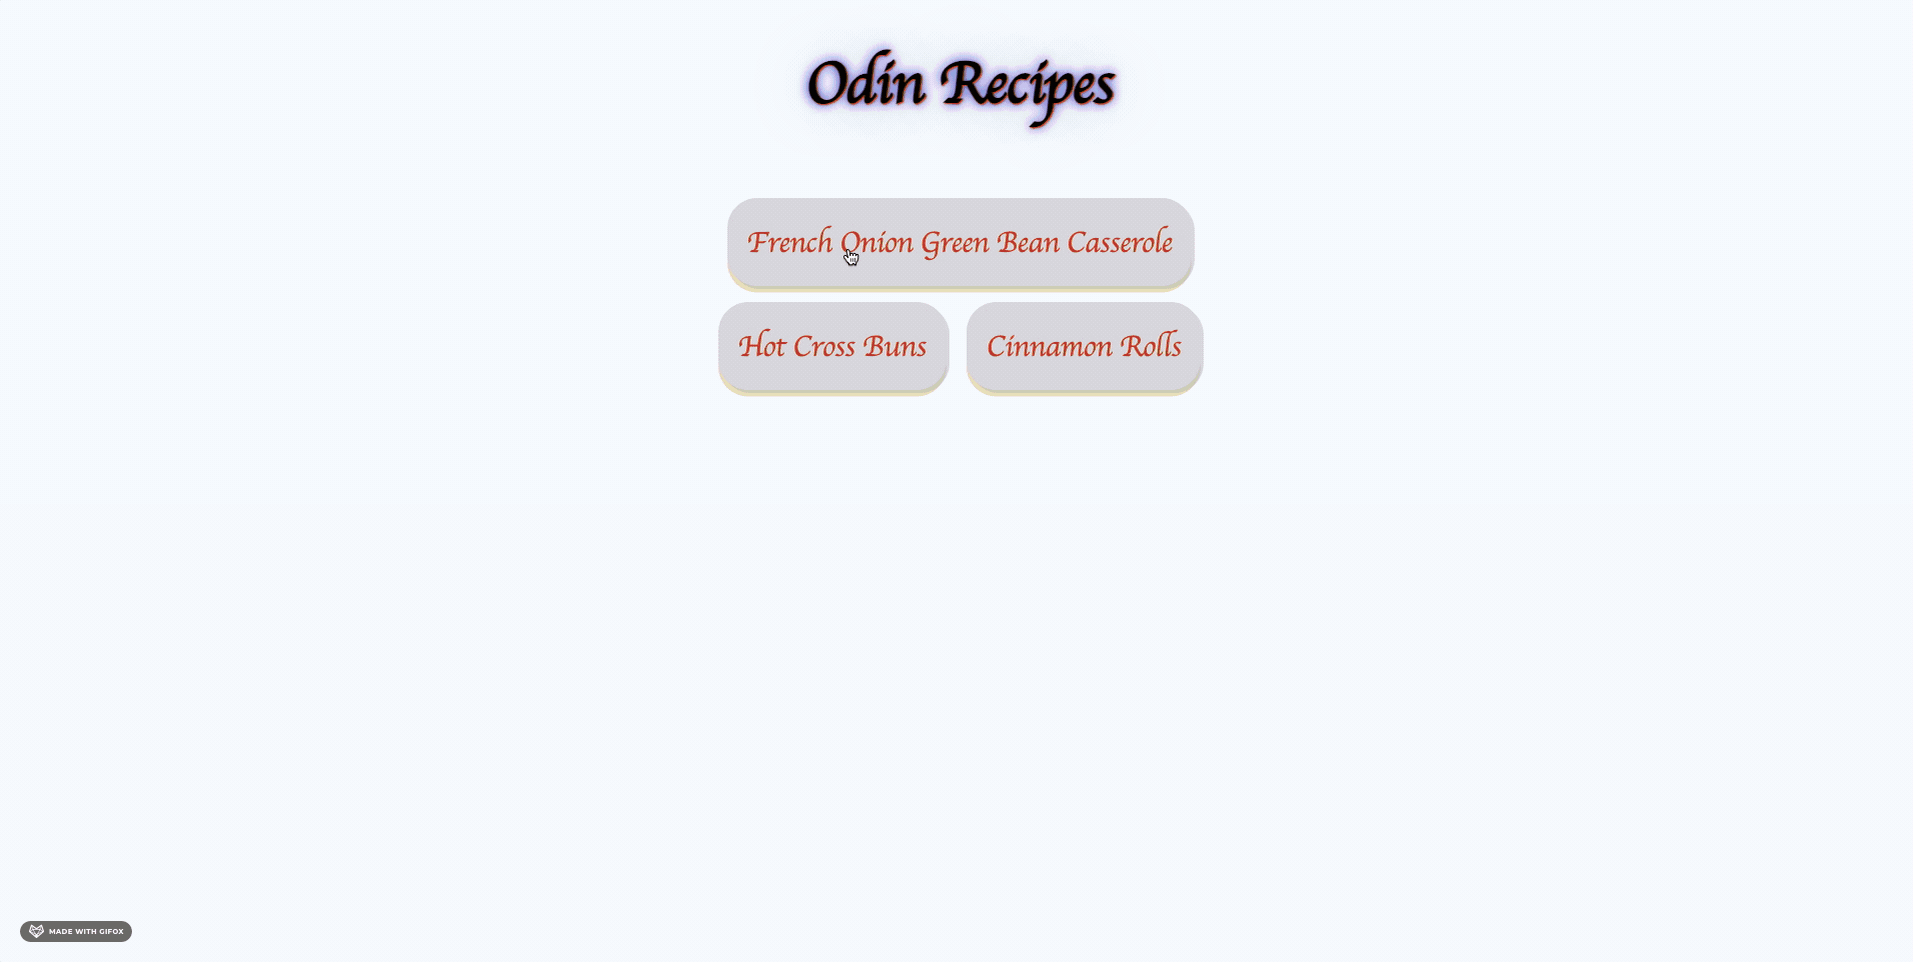 Odin Recipes
French Onion Green Bean Casserole
Hot Cross Buns
Cinnamon Rolls
MADE WITH GIFOX